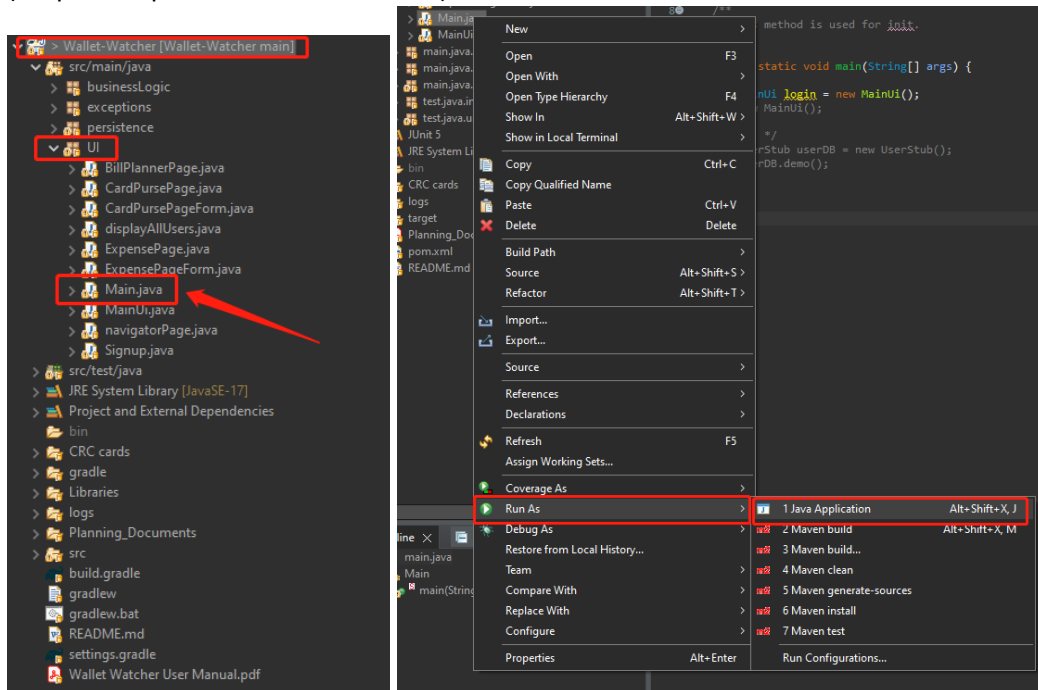 > Wallet-Watcher [Wallet-Watcher main]
src/main/java
businessLogic
exceptions
persistence
UI
BillPlannerPage.java
CardPursePage.java
CardPursePageForm.java
displayAllUsers.java
ExpensePage.java
ExpensePageForm.java
Main.java
MainUi.java
navigatorPage.java
Signup.java
src/test/java
JRE System Library [JavaSE-17]
Project and External Dependencies
bin
CRC cards
gradle
Libraries
logs
Planning_Documents
src
build.gradle
gradlew
gradlew.bat
README.md
settings.gradle
Wallet Watcher User Manual.pdf
Main.ja
MainUi
main.java.
main.java.
main.java.
test.java.in
test.java.u
JUnit 5
JRE System Li
bin
CRC cards
logs
target
Planning_Doc
pom.xml
README.md
line
main.java
Main
main(String
New
Open F3
Open With
Open Type Hierarchy F4
Show In Alt+Shift+W
Show in Local Terminal
Copy Ctrl+C
Copy Qualified Name
Paste Ctrl+V
Delete Delete
Build Path
Source Alt+Shift+S
Refactor Alt+Shift+T
Import...
Export...
Source
References
Declarations
Refresh F5
Assign Working Sets...
Coverage As
Run As
Debug As
Restore from Local History...
Team
Compare With
Replace With
Configure
Properties Alt+Enter
1 Java Application Alt+Shift+X, J
2 Maven build Alt+Shift+X, M
3 Maven build...
4 Maven clean
5 Maven generate-sources
6 Maven install
7 Maven test
Run Configurations...
8 /**
method is used for init.
static void main(String[] args) {
nUi login = new MainUi();
MainUi();
*/
erStub userDB = new UserStub();
rDB.demo();